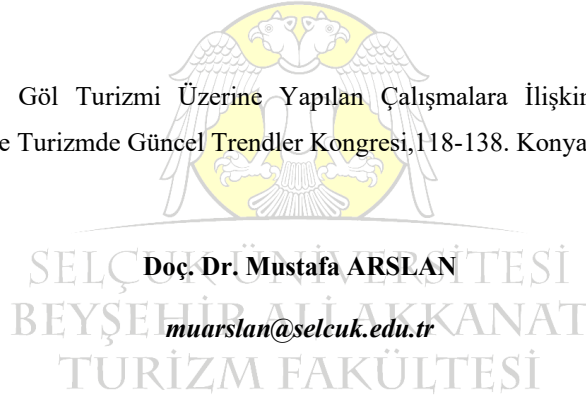 Göl Turizmi Üzerine Yapılan Çalışmalara İlişkin
e Turizmde Güncel Trendler Kongresi,118-138. Konya
Doç. Dr. Mustafa ARSLAN
SELÇUK ÜNİVERSİTESİ
muarslan@selcuk.edu.tr
BEYŞEHİR ALİ AKKANAT
TURİZM FAKÜLTESİ